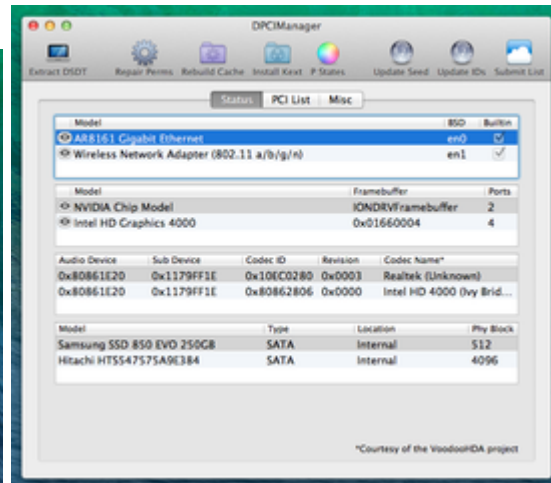 DPCIManager
Extract DSDT Repair Perms Rebuild Cache Install Kext P States Update Seed Update IDs Submit List
Status PCI List Misc
Model BSD Builtin
AR8161 Gigabit Ethernet en0
Wireless Network Adapter (802.11 a/b/g/n) en1
Model Framebuffer Ports
NVIDIA Chip Model IONDRVFramebuffer 2
Intel HD Graphics 4000 0x01660004 4
Audio Device Sub Device Codec ID Revision Codec Name*
0x80861E20 0x1179FF1E 0x10EC0280 0x0003 Realtek (Unknown)
0x80861E20 0x1179FF1E 0x80862806 0x0000 Intel HD 4000 (Ivy Brid...
Model Type Location Phy Block
Samsung SSD 850 EVO 250GB SATA Internal 512
Hitachi HTS547575A9E384 SATA Internal 4096
*Courtesy of the VoodooHDA project